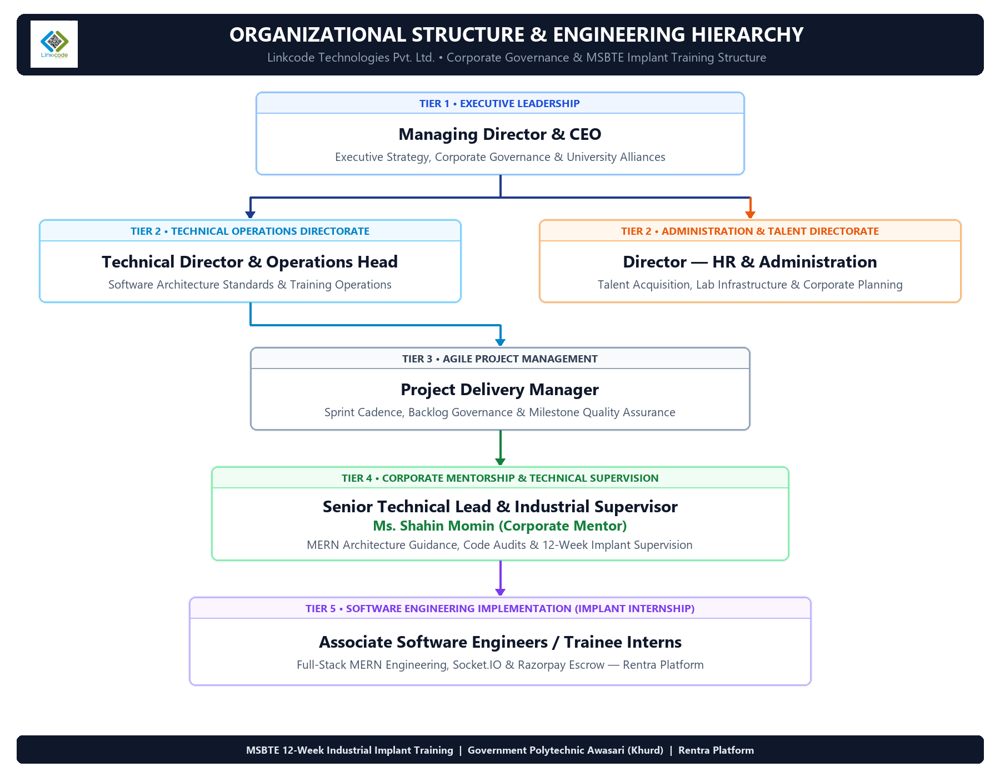 Linkcode
ORGANIZATIONAL STRUCTURE & ENGINEERING HIERARCHY
Linkcode Technologies Pvt. Ltd. • Corporate Governance & MSBTE Implant Training Structure
TIER 1 • EXECUTIVE LEADERSHIP
Managing Director & CEO
Executive Strategy, Corporate Governance & University Alliances
TIER 2 • TECHNICAL OPERATIONS DIRECTORATE
Technical Director & Operations Head
Software Architecture Standards & Training Operations
TIER 2 • ADMINISTRATION & TALENT DIRECTORATE
Director — HR & Administration
Talent Acquisition, Lab Infrastructure & Corporate Planning
TIER 3 • AGILE PROJECT MANAGEMENT
Project Delivery Manager
Sprint Cadence, Backlog Governance & Milestone Quality Assurance
TIER 4 • CORPORATE MENTORSHIP & TECHNICAL SUPERVISION
Senior Technical Lead & Industrial Supervisor
Ms. Shahin Momin (Corporate Mentor)
MERN Architecture Guidance, Code Audits & 12-Week Implant Supervision
TIER 5 • SOFTWARE ENGINEERING IMPLEMENTATION (IMPLANT INTERNSHIP)
Associate Software Engineers / Trainee Interns
Full-Stack MERN Engineering, Socket.IO & Razorpay Escrow — Rentra Platform
MSBTE 12-Week Industrial Implant Training | Government Polytechnic Awasari (Khurd) | Rentra Platform